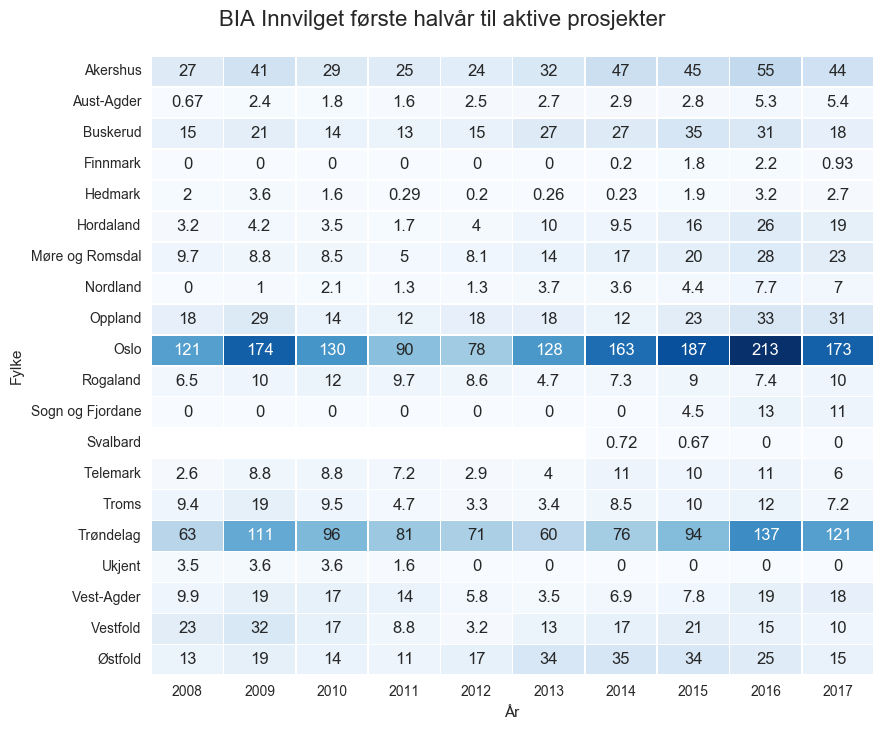 BIA Innvilget første halvår til aktive prosjekter
Fylke
Akershus 27 41 29 25 24 32 47 45 55 44
Aust-Agder 0.67 2.4 1.8 1.6 2.5 2.7 2.9 2.8 5.3 5.4
Buskerud 15 21 14 13 15 27 27 35 31 18
Finnmark 0 0 0 0 0 0 0.2 1.8 2.2 0.93
Hedmark 2 3.6 1.6 0.29 0.2 0.26 0.23 1.9 3.2 2.7
Hordaland 3.2 4.2 3.5 1.7 4 10 9.5 16 26 19
Møre og Romsdal 9.7 8.8 8.5 5 8.1 14 17 20 28 23
Nordland 0 1 2.1 1.3 1.3 3.7 3.6 4.4 7.7 7
Oppland 18 29 14 12 18 18 12 23 33 31
Oslo 121 174 130 90 78 128 163 187 213 173
Rogaland 6.5 10 12 9.7 8.6 4.7 7.3 9 7.4 10
Sogn og Fjordane 0 0 0 0 0 0 0 4.5 13 11
Svalbard 0.72 0.67 0 0
Telemark 2.6 8.8 8.8 7.2 2.9 4 11 10 11 6
Troms 9.4 19 9.5 4.7 3.3 3.4 8.5 10 12 7.2
Trøndelag 63 111 96 81 71 60 76 94 137 121
Ukjent 3.5 3.6 3.6 1.6 0 0 0 0 0 0
Vest-Agder 9.9 19 17 14 5.8 3.5 6.9 7.8 19 18
Vestfold 23 32 17 8.8 3.2 13 17 21 15 10
Østfold 13 19 14 11 17 34 35 34 25 15
2008 2009 2010 2011 2012 2013 2014 2015 2016 2017
År